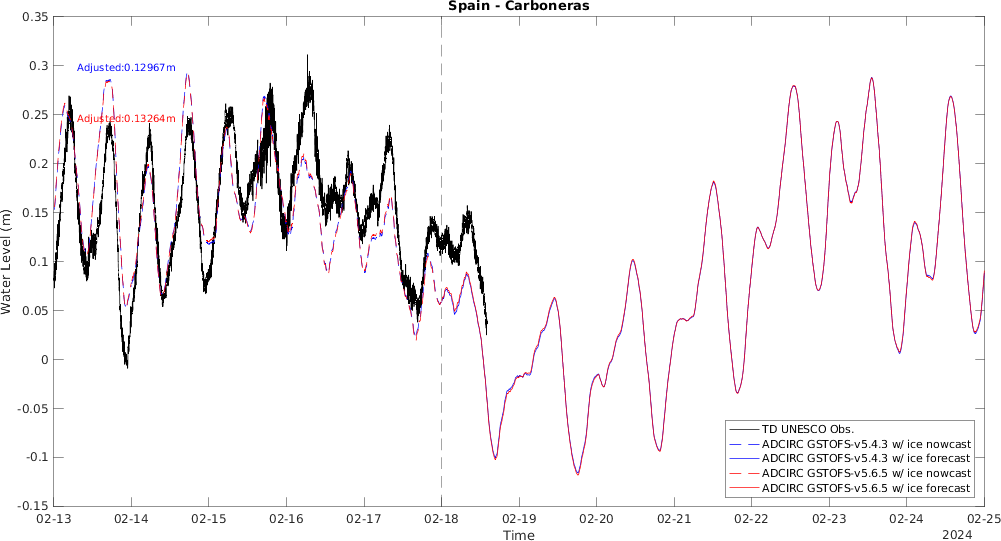 Spain - Carboneras
0.35
0.3
0.25
0.2
0.15
0.1
0.05
0
-0.05
-0.1
-0.15
Water Level (m)
Adjusted:0.12967m
Adjusted:0.13264m
TD UNESCO Obs.
ADCIRC GSTOFS-v5.4.3 w/ ice nowcast
ADCIRC GSTOFS-v5.4.3 w/ ice forecast
ADCIRC GSTOFS-v5.6.5 w/ ice nowcast
ADCIRC GSTOFS-v5.6.5 w/ ice forecast
02-13 02-14 02-15 02-16 02-17 02-18 02-19 02-20 02-21 02-22 02-23 02-24 02-25
Time
2024